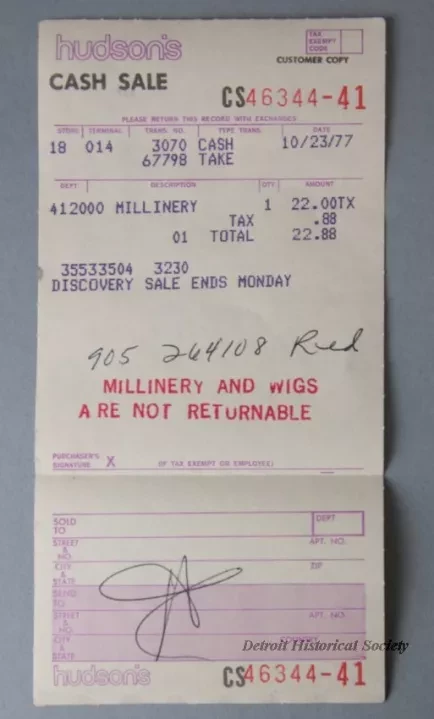 hudson's
TAX
EXEMPT
CODE
CUSTOMER COPY
CASH SALE
CS46344-41
PLEASE RETURN THIS RECORD WITH EXCHANGES
STORE TERMINAL TRANS. NO. TYPE TRANS. DATE
18 014 3070 CASH 10/23/77
67798 TAKE
DEPT. DESCRIPTION QTY AMOUNT
412000 MILLINERY 1 22.00TX
TAX .88
01 TOTAL 22.88
35533504 3230
DISCOVERY SALE ENDS MONDAY
905 264108 Red
MILLINERY AND WIGS
ARE NOT RETURNABLE
PURCHASER'S
SIGNATURE X (IF TAX EXEMPT OR EMPLOYEE)
SOLD
TO DEPT
STREET
&
NO. APT. NO.
CITY
&
STATE ZIP
SEND
TO
STREET
&
NO. APT. NO.
CITY
&
STATE
Detroit Historical Society
hudson's CS46344-41